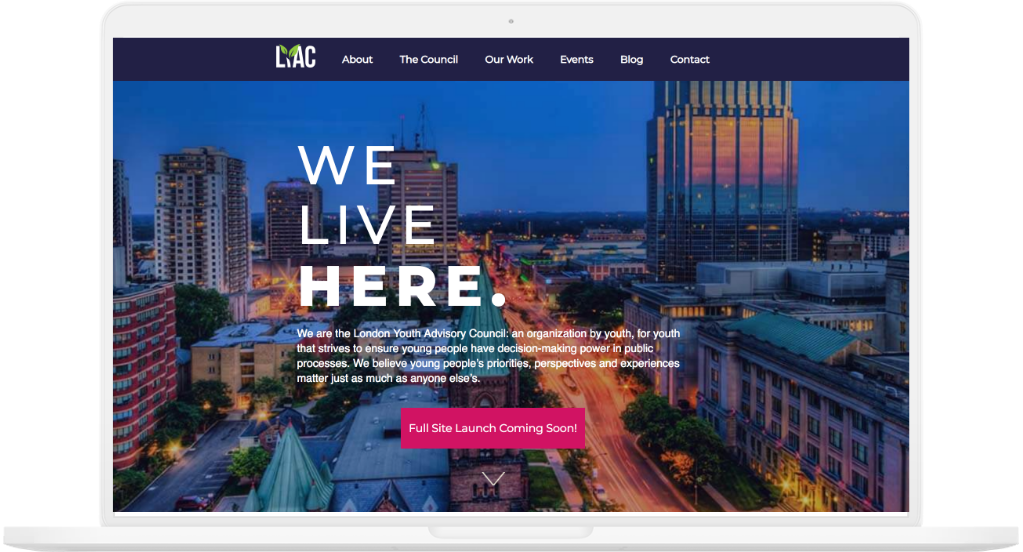 LYAC
About
The Council
Our Work
Events
Blog
Contact
WE
LIVE
HERE.
We are the London Youth Advisory Council: an organization by youth, for youth
that strives to ensure young people have decision-making power in public
processes. We believe young people's priorities, perspectives and experiences
matter just as much as anyone else's.
Full Site Launch Coming Soon!